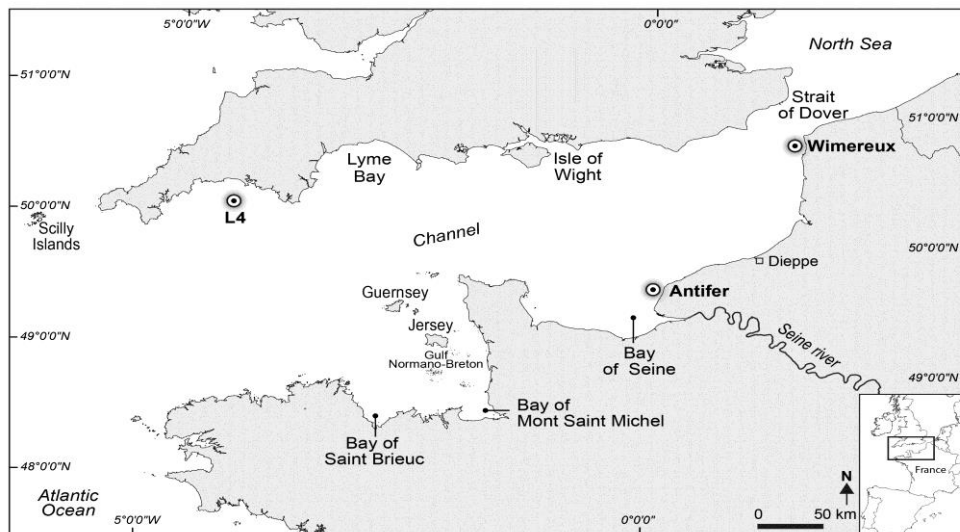 5°0'0"W
0°0'0"
North Sea
51°0'0"N
Strait
of Dover
51°0'0"N
Wimereux
Lyme
Bay
Isle of
Wight
50°0'0"N
L4
Scilly
Islands
Channel
50°0'0"N
Dieppe
Antifer
Guernsey
Jersey
49°0'0"N
Gulf
Normano-Breton
Seine river
Bay
of Seine
49°0'0"N
Bay of
Mont Saint Michel
Bay of
Saint Brieuc
France
48°0'0"N
N
Atlantic
Ocean
5°0'0"W
0°0'0"
0
50 km